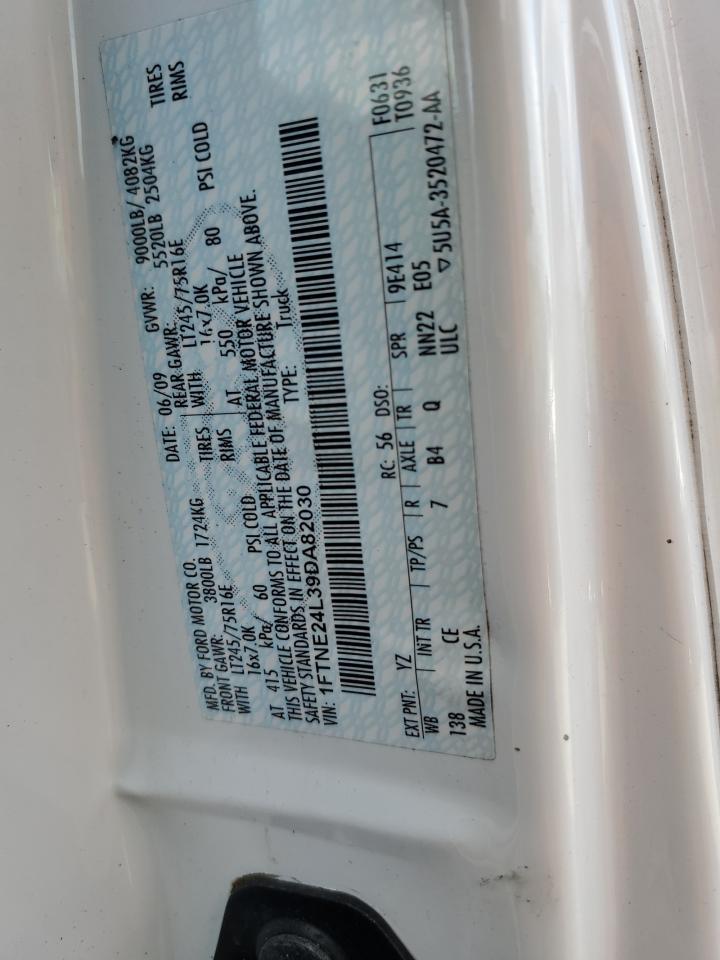 MFD. BY FORD MOTOR CO. DATE: 06/09 GVWR: 9000LB/ 4082KG
FRONT GAWR: 3800LB 1724KG REAR GAWR: 5520LB 2504KG
WITH LT245/75R16E TIRES WITH LT245/75R16E TIRES
16x7.0K RIMS 16x7.0K RIMS
AT 415 kPa/ 60 PSI COLD AT 550 kPa/ 80 PSI COLD
THIS VEHICLE CONFORMS TO ALL APPLICABLE FEDERAL MOTOR VEHICLE
SAFETY STANDARDS IN EFFECT ON THE DATE OF MANUFACTURE SHOWN ABOVE.
VIN: 1FTNE24L39DA82030 TYPE: Truck
F0631
T0936
EXT PNT: YZ RC: 56 DSO:
WB INT TR TP/PS R AXLE TR SPR 9E414
138 CE 7 B4 Q NN22 E05
MADE IN U.S.A. ULC ▽5U5A-3520472-AA